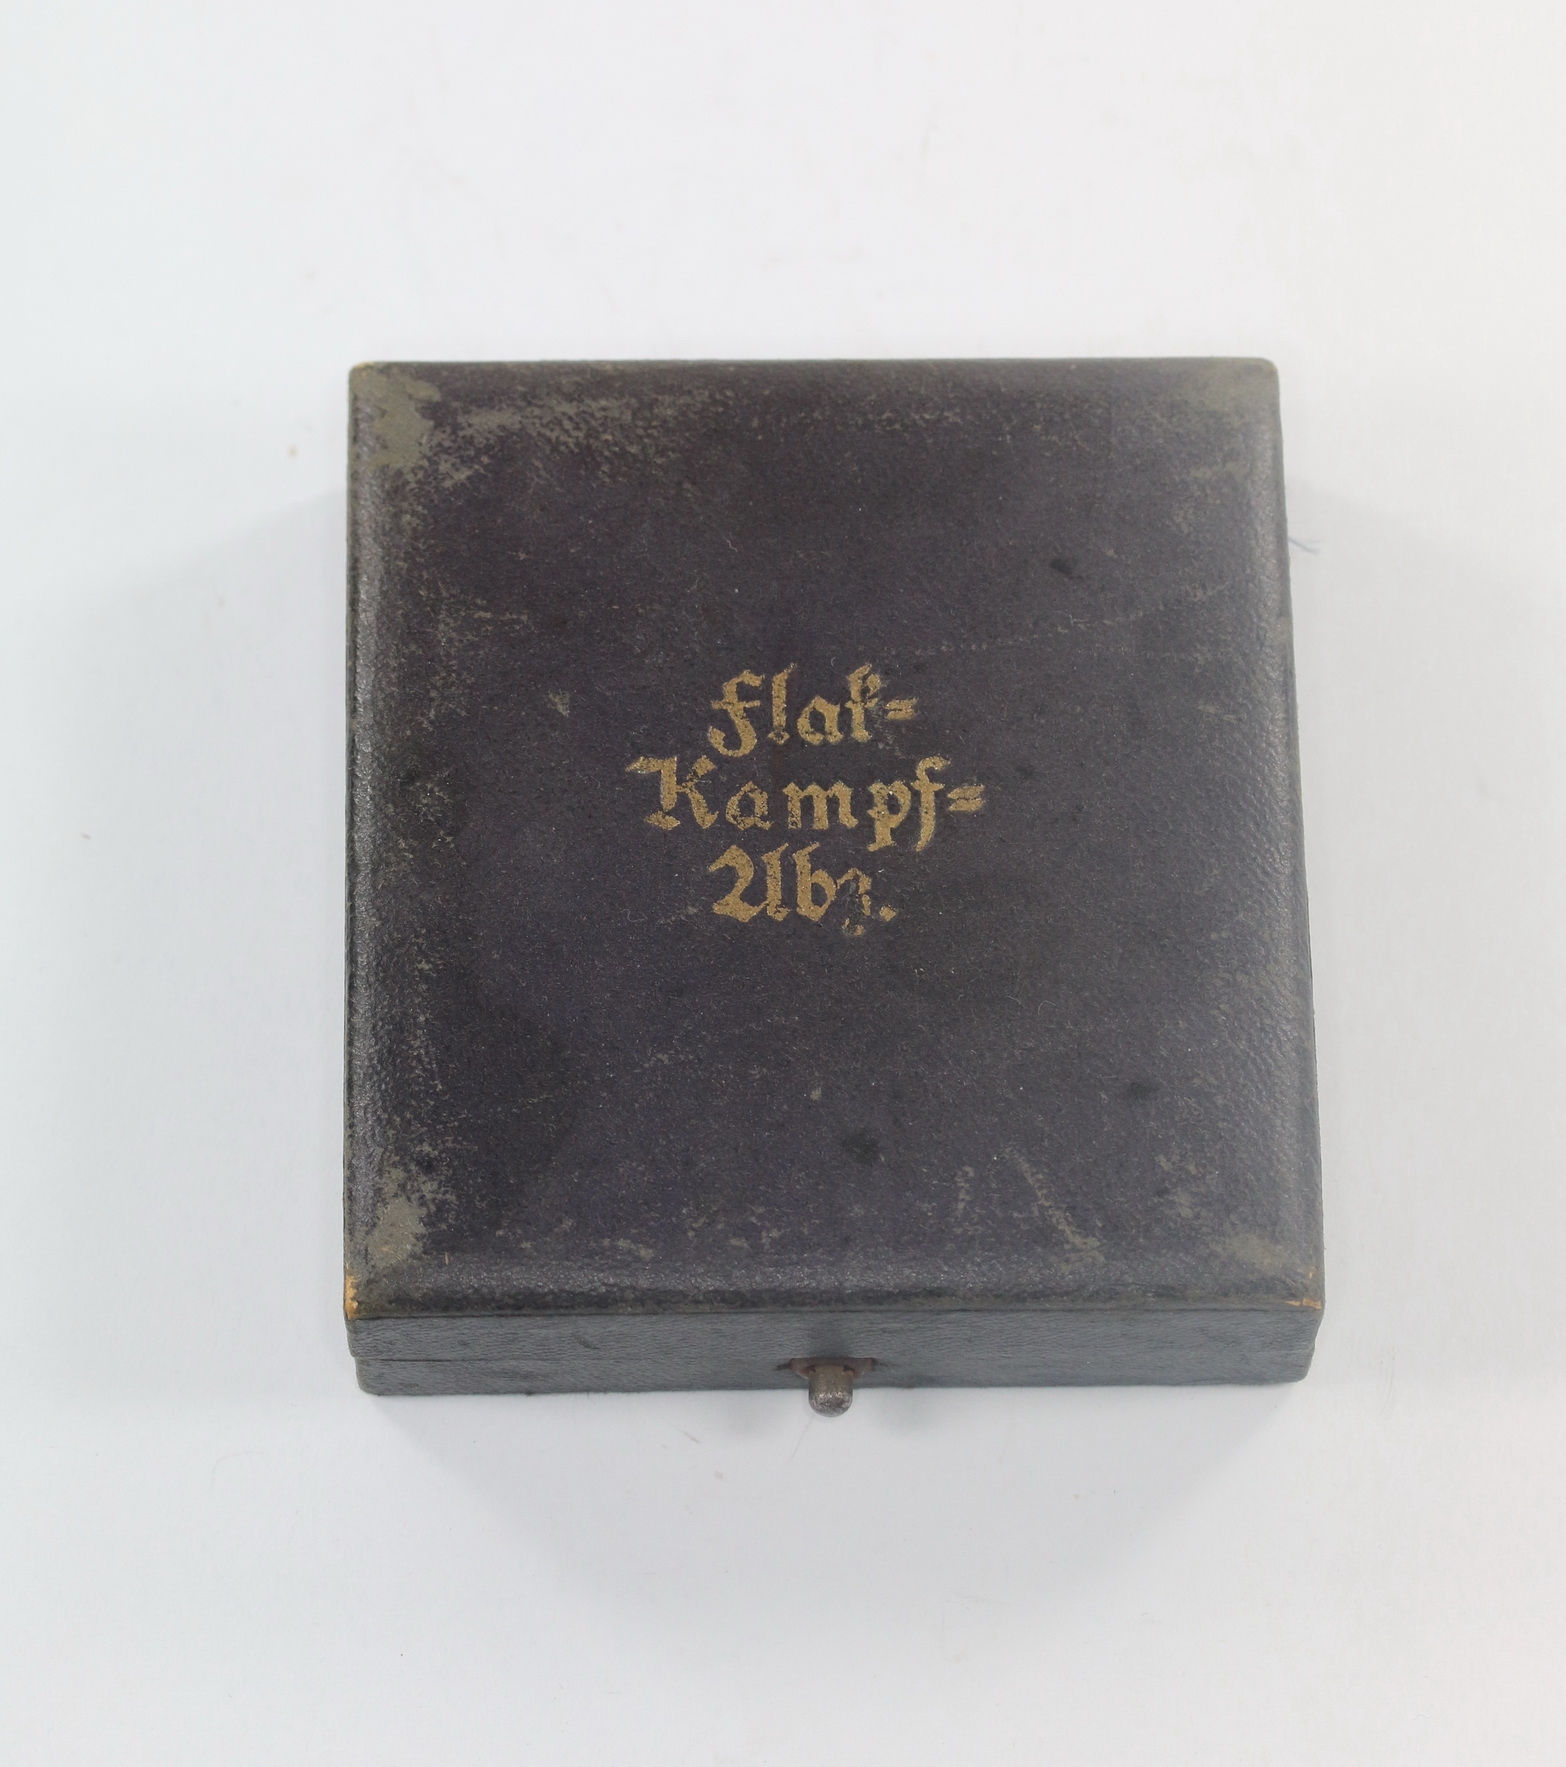 Flak=
Kampf=
Abz.